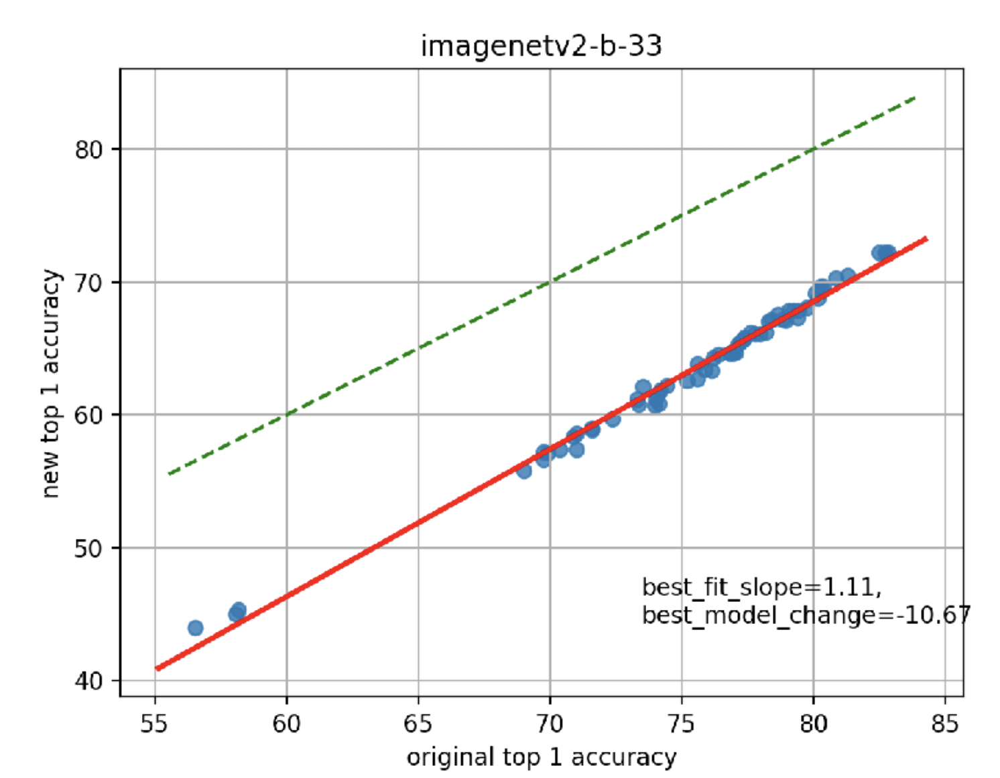 imagenetv2-b-33
new top 1 accuracy
80
70
60
50
40
best_fit_slope=1.11,
best_model_change=-10.67
55 60 65 70 75 80 85
original top 1 accuracy